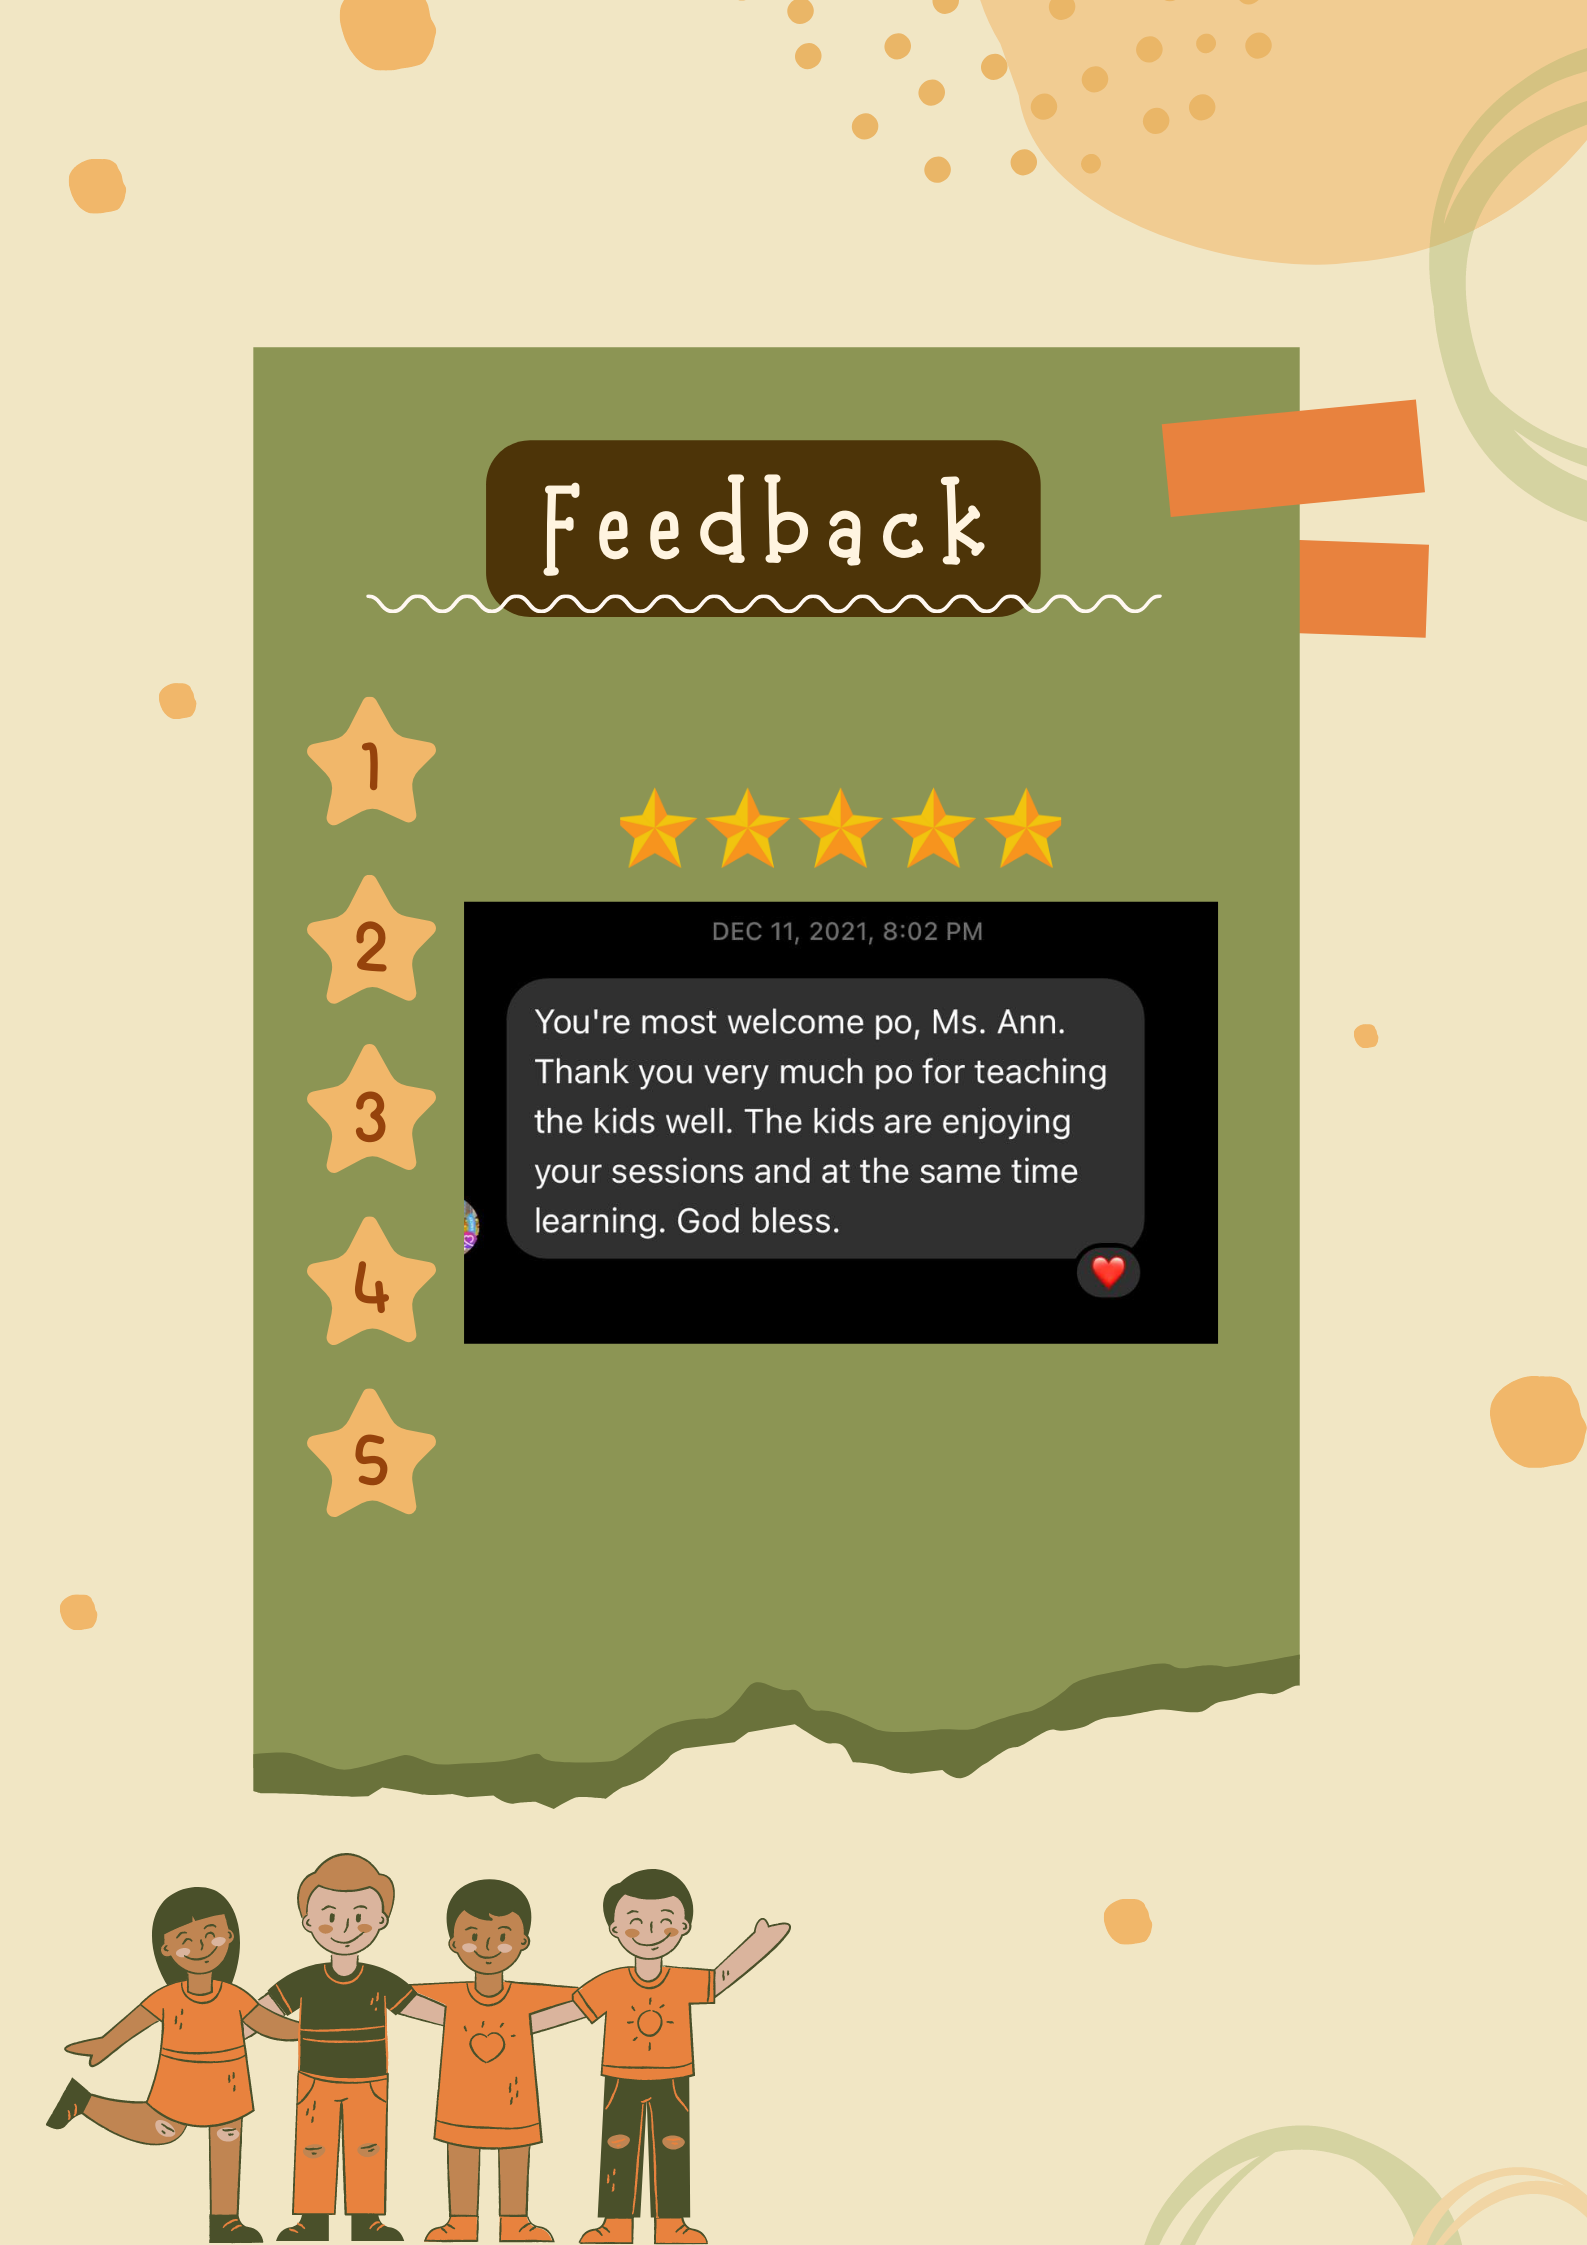 Feedback
1
2
3
4
5
DEC 11, 2021, 8:02 PM
You're most welcome po, Ms. Ann.
Thank you very much po for teaching
the kids well. The kids are enjoying
your sessions and at the same time
learning. God bless.